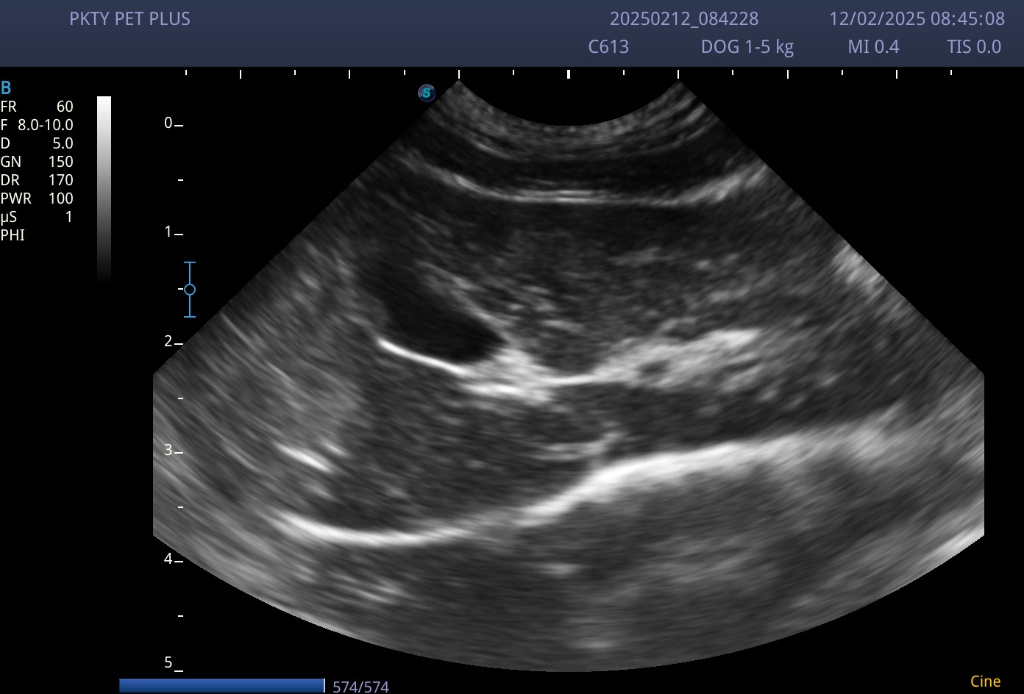 PKTY PET PLUS
20250212_084228
12/02/2025 08:45:08
C613
DOG 1-5 kg
MI 0.4
TIS 0.0
B
FR 60
F 8.0-10.0
D 5.0
GN 150
DR 170
PWR 100
µS 1
PHI
S
0
1
2
3
4
5
574/574
Cine